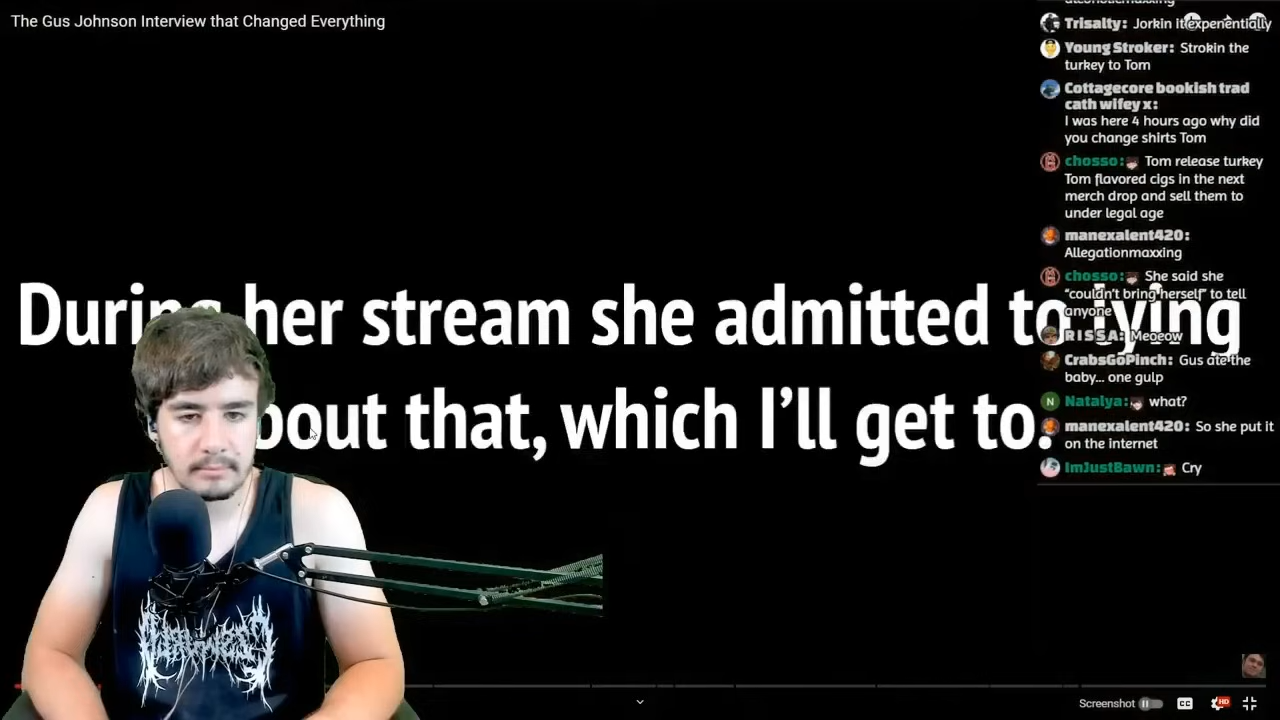 The Gus Johnson Interview that Changed Everything
Trisalty: Jorkin it expenentially
Young Stroker: Strokin the
turkey to Tom
Cottagecore bookish trad
cath wifey x:
I was here 4 hours ago why did
you change shirts Tom
chosso: Tom release turkey
Tom flavored cigs in the next
merch drop and sell them to
under legal age
manexalent420:
Allegationmaxxing
chosso: She said she
"couldn't bring herself" to tell
anyone
RISSA: Meoeow
CrabsGoPinch: Gus ate the
baby... one gulp
Natalya: what?
manexalent420: So she put it
on the internet
ImJustBawn: Cry
During her stream she admitted to lying
about that, which I'll get to.
Screenshot
CC
HD
N